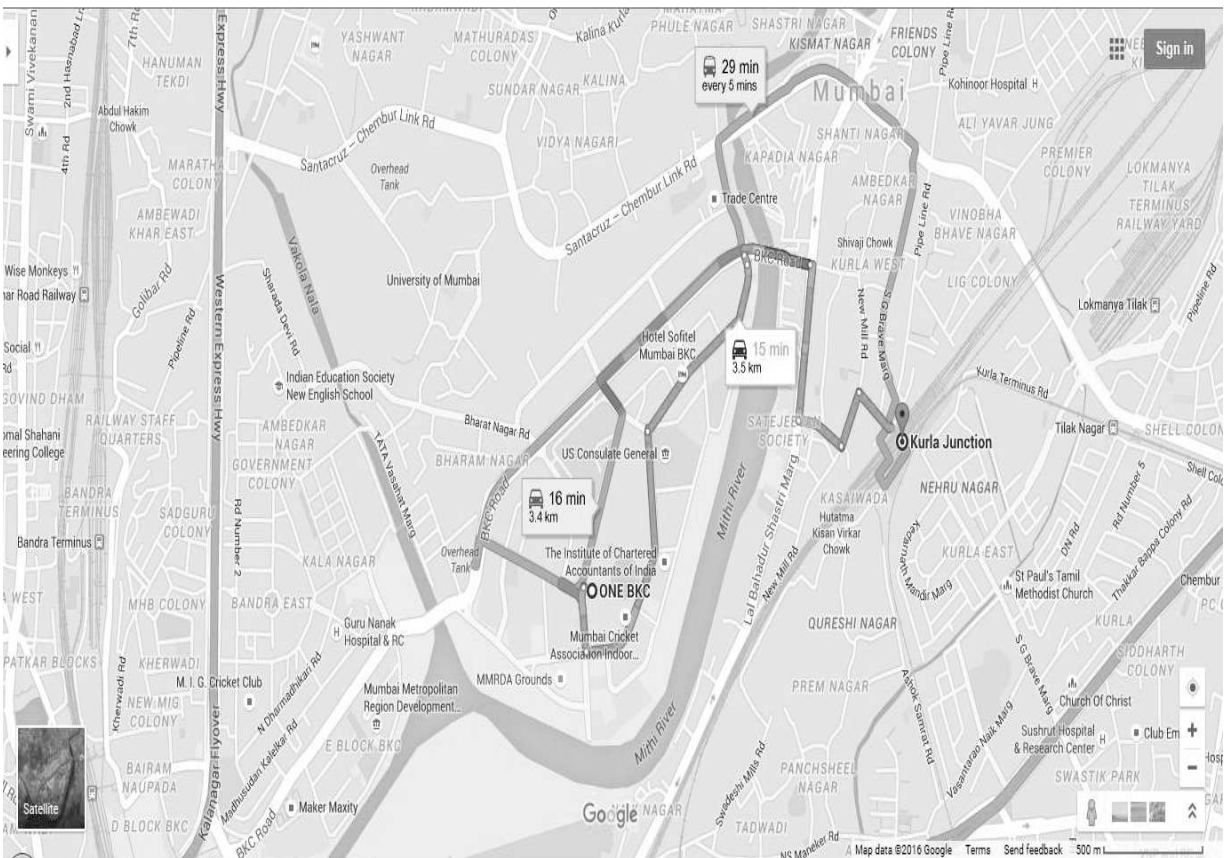 YASHWANT
NAGAR
MATHURADAS
COLONY
Kalina Kurla
PHULE NAGAR
SHASTRI NAGAR
KISMAT NAGAR
FRIENDS
COLONY
Pipe Line Rd
Sign in
Swami Vivekanan
2nd Hasnabad
7th Rd
Express Hwy
HANUMAN
TEKDI
SUNDAR NAGAR
KALINA
29 min
every 5 mins
Mumbai
Kohinoor Hospital H
Abdul Hakim
Chowk
4th Rd
Santacruz – Chembur Link Rd
VIDYA NAGARI
SHANTI NAGAR
ALI YAVAR JUNG
PREMIER
COLONY
MARATHA
COLONY
Overhead
Tank
Santacruz – Chembur Link Rd
KAPADIA NAGAR
AMBEDKAR
NAGAR
LOKMANYA
TILAK
TERMINUS
RAILWAY YARD
AMBEWADI
KHAR EAST
Trade Centre
Pipe Line Rd
VINOBHA
BHAVE NAGAR
Vakola Nala
Shivaji Chowk
KURLA WEST
Wise Monkeys
Golibar Rd
Sharada Devi Rd
University of Mumbai
BKC Road
LIG COLONY
ar Road Railway
Western Express Hwy
New Mill Rd
S G Brave Marg
Lokmanya Tilak
Pipeline Rd
Pipeline Rd
Social
Hotel Sofitel
Mumbai BKC
15 min
3.5 km
Indian Education Society
New English School
Kurla Terminus Rd
GOVIND DHAM
RAILWAY STAFF
QUARTERS
AMBEDKAR
NAGAR
Bharat Nagar Rd
SATEJEEVAN
SOCIETY
Tilak Nagar
SHELL COLON
omal Shahani
eering College
TATA Vasahat Marg
BHARAM NAGAR
US Consulate General
Kurla Junction
GOVERNMENT
COLONY
Shell Col
BANDRA
TERMINUS
SADGURU
COLONY
Rd Number 2
BKC Road
16 min
3.4 km
Mithi River
Lal Bahadur Shastri Marg
KASAIWADA
NEHRU NAGAR
Rd Number 5
Hutatma
Kisan Virkar
Chowk
Bandra Terminus
KALA NAGAR
Overhead
Tank
The Institute of Chartered
Accountants of India
New Mill Rd
Kedarnath Mandir Marg
KURLA EAST
DN Rd
Thakkar Bappa Colony Rd
A WEST
MHB COLONY
BANDRA EAST
ONE BKC
St Paul's Tamil
Methodist Church
Chembur
Guru Nanak
Hospital & RC
QURESHI NAGAR
KURLA
Mumbai Cricket
Association Indoor...
PATKAR BLOCKS
KHERWADI
Kherwadi Rd
SIDDHARTH
COLONY
M. I. G. Cricket Club
MMRDA Grounds
PREM NAGAR
S G Brave Marg
NEW MIG
COLONY
N Dharmadhikari Rd
Mumbai Metropolitan
Region Development...
Church Of Christ
Mithi River
Ashok Samrat Rd
Vasantarao Naik Marg
Madhusudan Kalelkar Rd
E BLOCK BKC
Sushrut Hospital
& Research Center
Club Em
BAIRAM
NAUPADA
Kalanagar Flyover
Swadeshi Mills Rd
PANCHSHEEL
NAGAR
SWASTIK PARK
Satellite
Maker Maxity
Google
NAGAR
D BLOCK BKC
BKC Road
TADWADI
NS Maneker Rd
Map data ©2016 Google Terms Send feedback 500 m